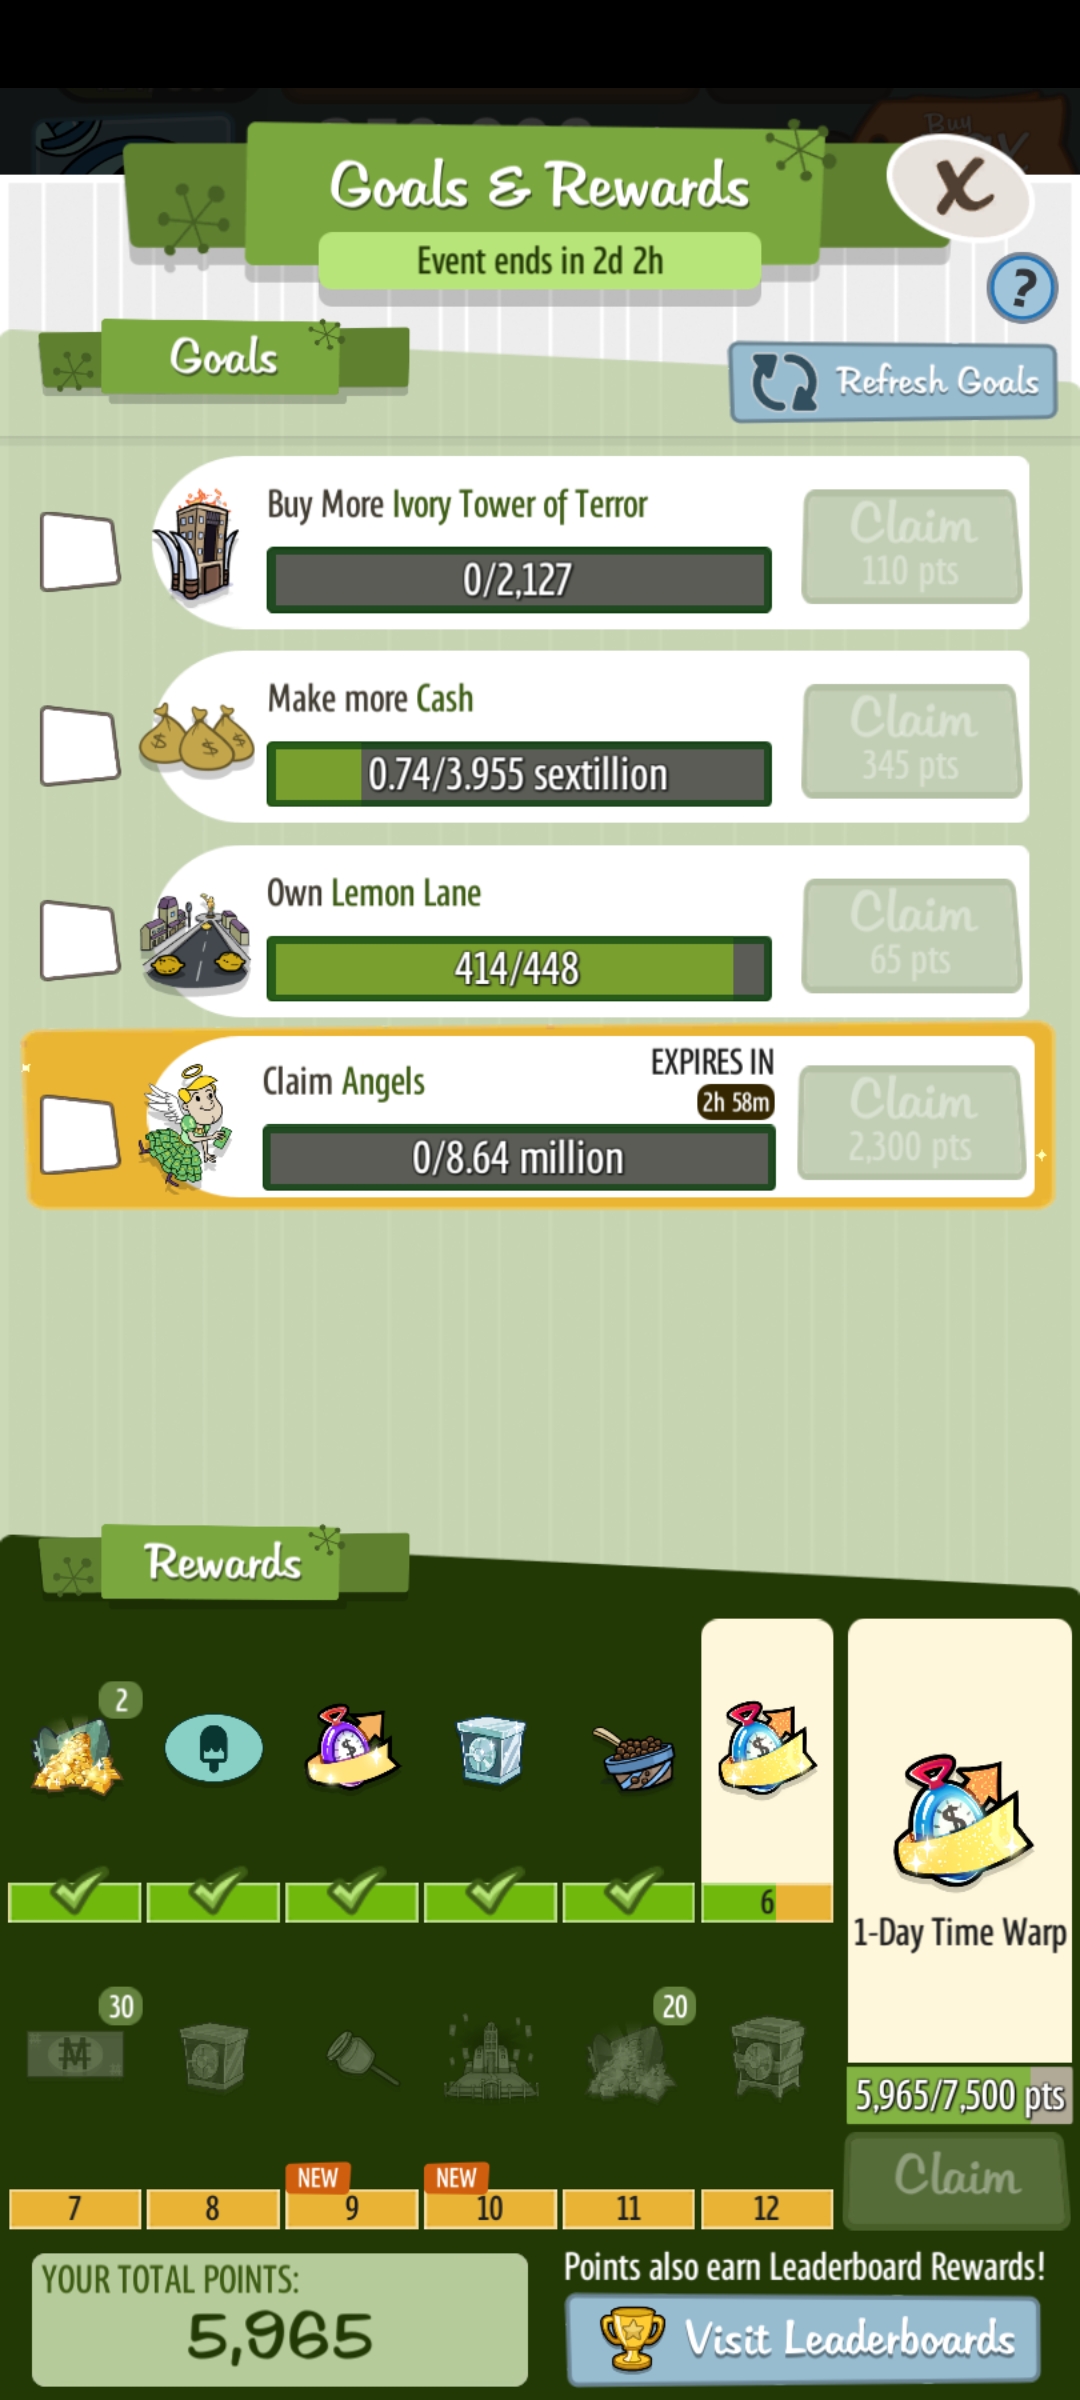 Buy
Goals & Rewards
X
Event ends in 2d 2h
?
Goals
Refresh Goals
Buy More Ivory Tower of Terror
0/2,127
Claim
110 pts
Make more Cash
0.74/3.955 sextillion
Claim
345 pts
Own Lemon Lane
414/448
Claim
65 pts
Claim Angels
EXPIRES IN
2h 58m
0/8.64 million
Claim
2,300 pts
Rewards
2
6
1-Day Time Warp
30
20
5,965/7,500 pts
Claim
NEW
NEW
7
8
9
10
11
12
YOUR TOTAL POINTS:
5,965
Points also earn Leaderboard Rewards!
Visit Leaderboards